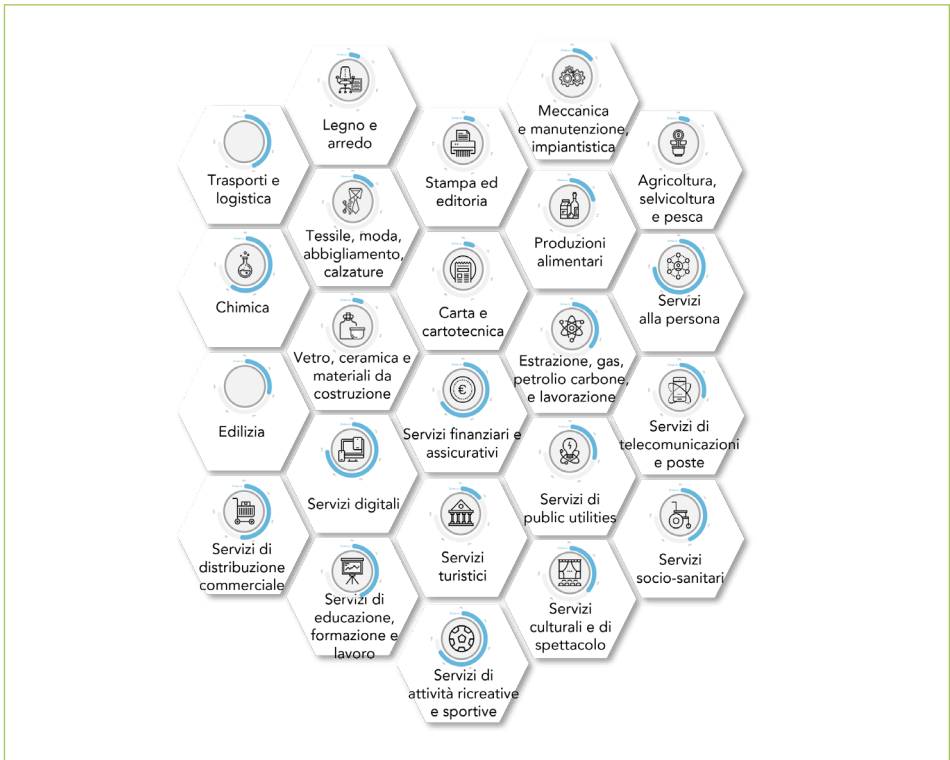 Legno e
arredo
Meccanica
e manutenzione,
impiantistica
Trasporti e
logistica
Stampa ed
editoria
Agricoltura,
selvicoltura
e pesca
Tessile, moda,
abbigliamento,
calzature
Produzioni
alimentari
Chimica
Carta e
cartotecnica
Servizi
alla persona
Vetro, ceramica e
materiali da
costruzione
Estrazione, gas,
petrolio carbone,
e lavorazione
Edilizia
Servizi finanziari e
assicurativi
Servizi di
telecomunicazioni
e poste
Servizi digitali
Servizi di
public utilities
Servizi di
distribuzione
commerciale
Servizi
turistici
Servizi
socio-sanitari
Servizi di
educazione,
formazione e
lavoro
Servizi
culturali e di
spettacolo
Servizi di
attività ricreative
e sportive